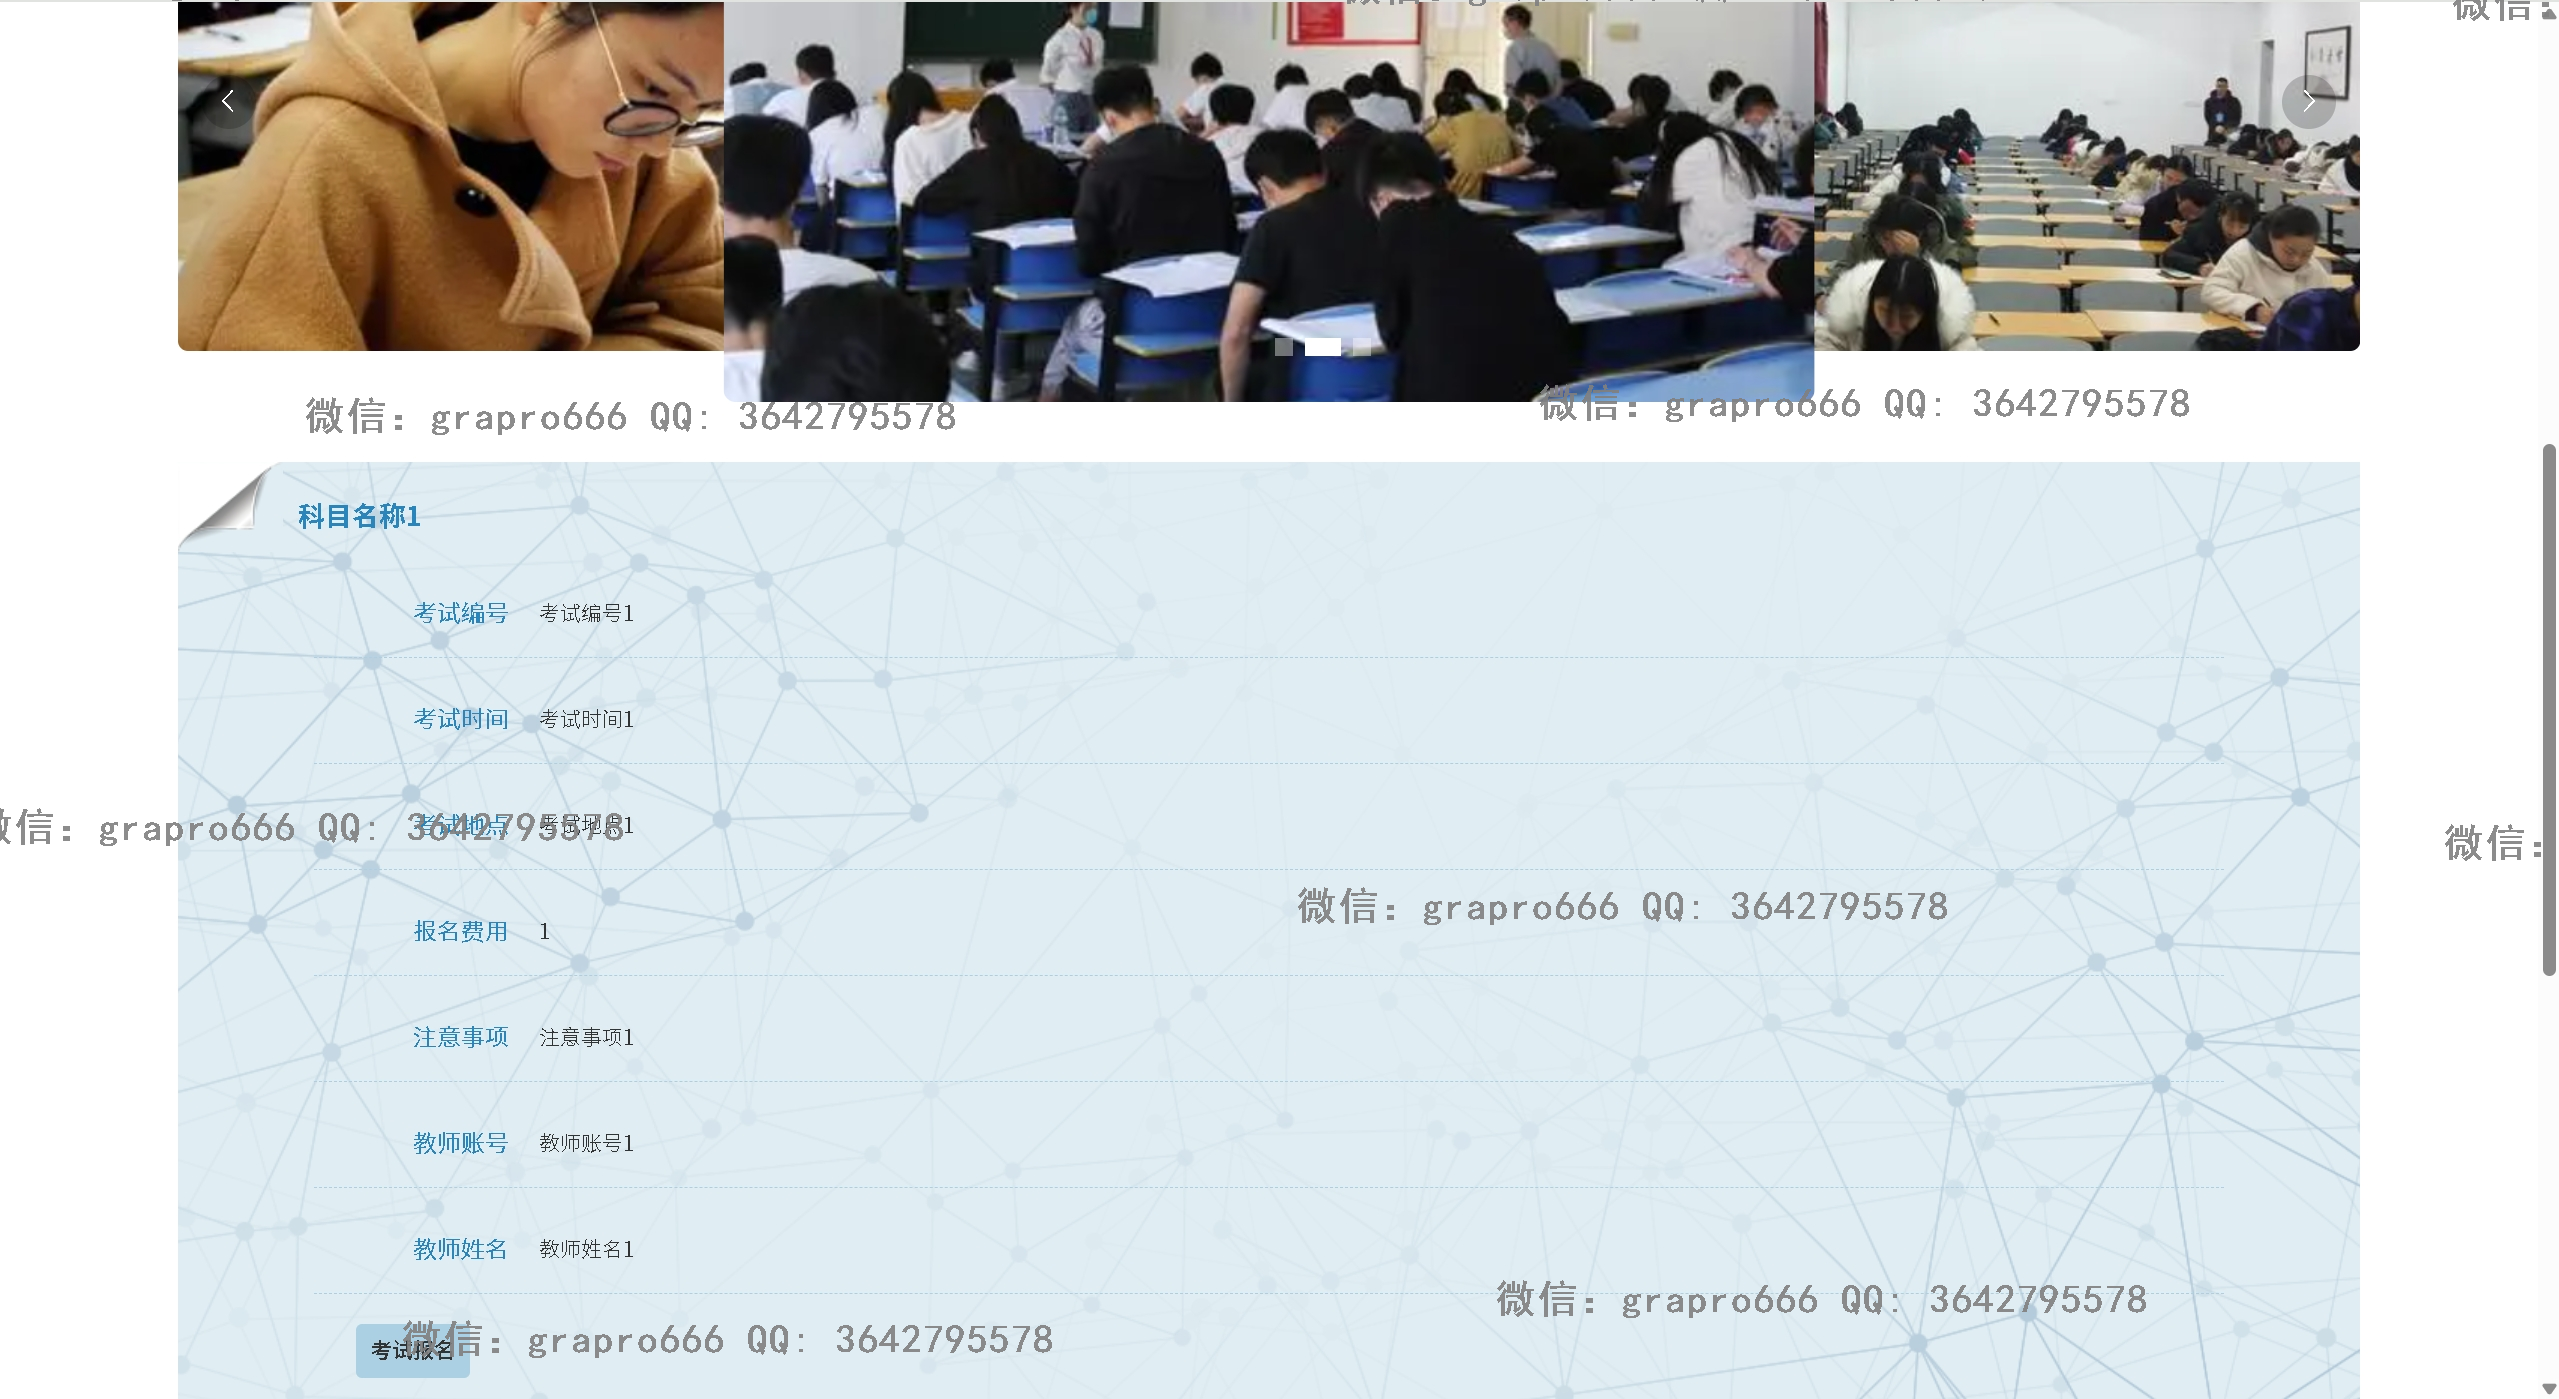 微信: grapro666 QQ: 3642795578
微信: grapro666 QQ: 3642795578
科目名称1
考试编号 考试编号1
考试时间 考试时间1
考试地点 考试地点1
微信: grapro666 QQ: 3642795578
微信:
微信: grapro666 QQ: 3642795578
报名费用 1
注意事项 注意事项1
教师账号 教师账号1
教师姓名 教师姓名1
微信: grapro666 QQ: 3642795578
考试报名
微信: grapro666 QQ: 3642795578